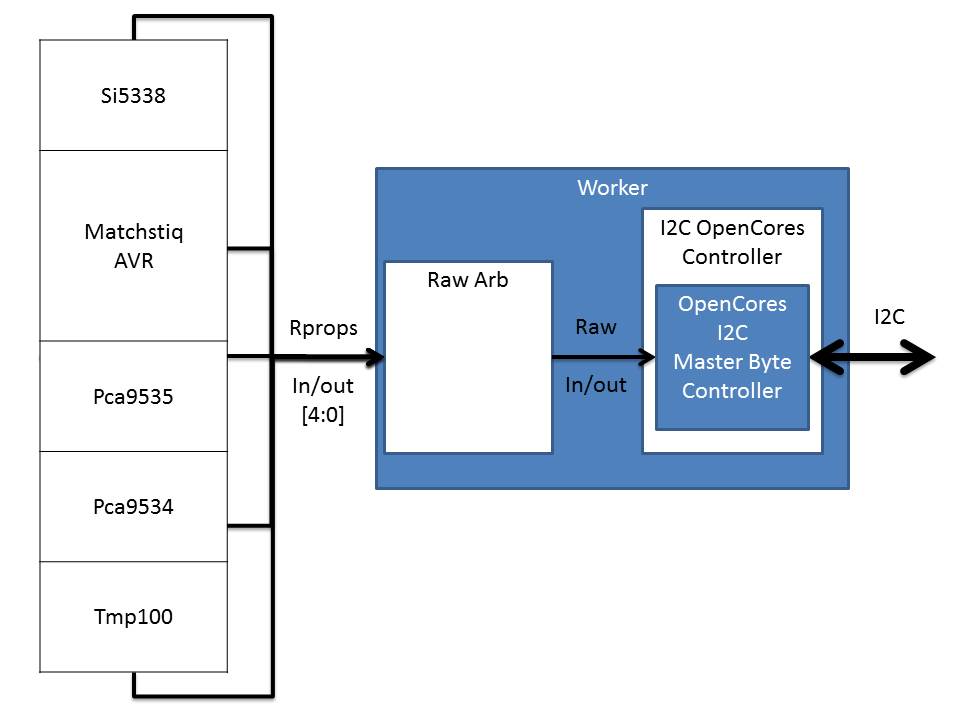 Si5338
Matchstiq
AVR
Pca9535
Pca9534
Tmp100
Rprops
In/out
[4:0]
Worker
Raw Arb
Raw
In/out
I2C OpenCores
Controller
OpenCores
I2C
Master Byte
Controller
I2C